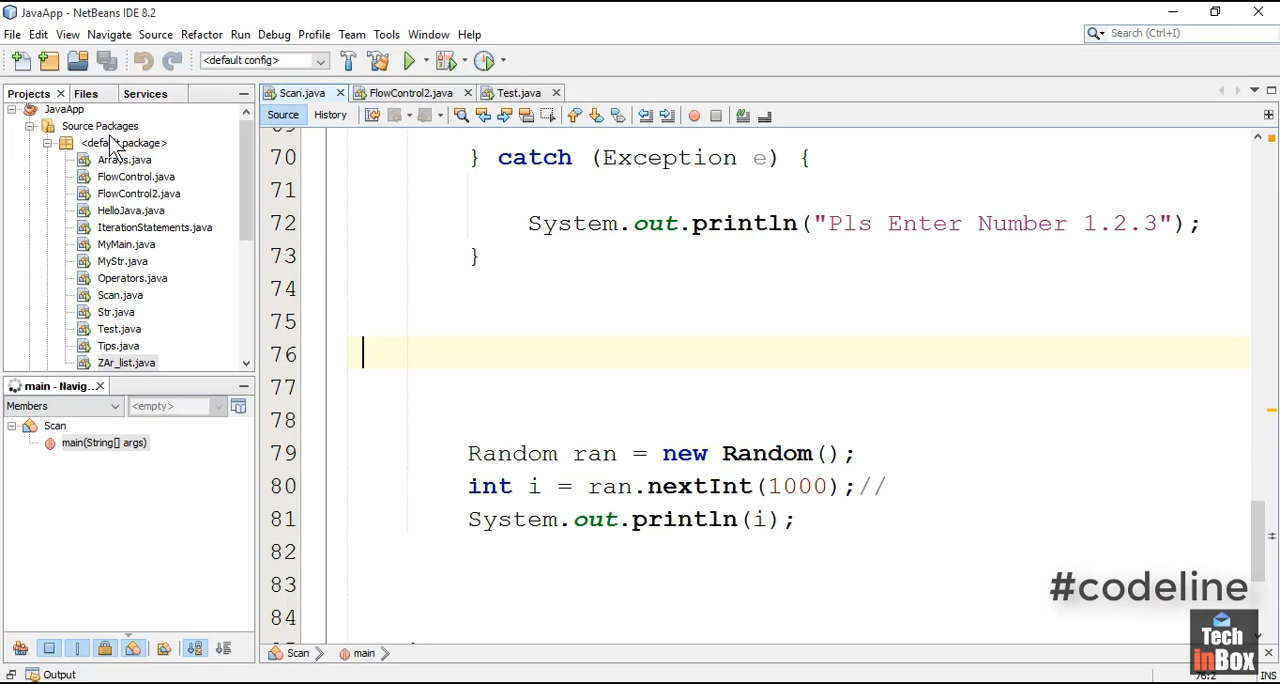 JavaApp - NetBeans IDE 8.2
File Edit View Navigate Source Refactor Run Debug Profile Team Tools Window Help
Search (Ctrl+I)
<default config>
Projects Files Services
Scan.java FlowControl2.java Test.java
Source History
JavaApp
Source Packages
<default package>
Arrays.java
FlowControl.java
FlowControl2.java
HelloJava.java
IterationStatements.java
MyMain.java
MyStr.java
Operators.java
Scan.java
Str.java
Test.java
Tips.java
ZAr_list.java
main - Navig...
Members <empty>
Scan
main(String[] args)
69
70 } catch (Exception e) {
71
72 System.out.println("Pls Enter Number 1.2.3");
73 }
74
75
76
77
78
79 Random ran = new Random();
80 int i = ran.nextInt(1000);//
81 System.out.println(i);
82
83
84
#codeline
Tech
inBox
Scan main
Output
76:2 INS